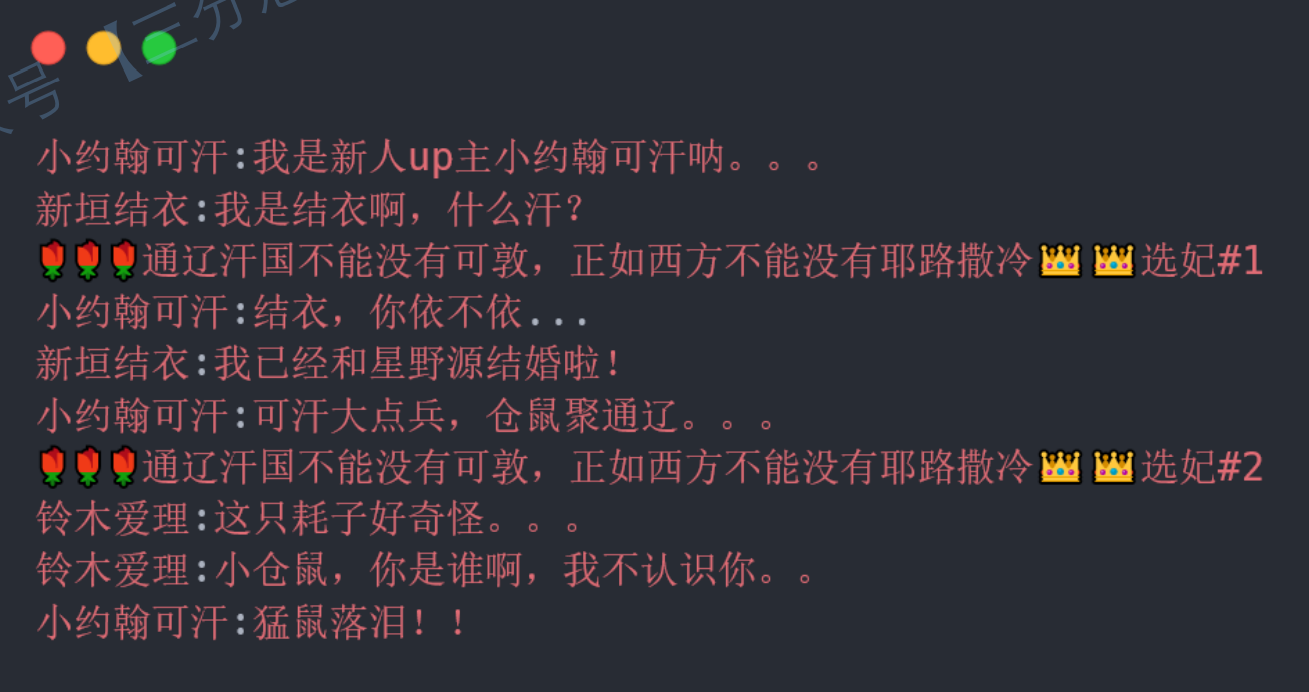 号【三分
小约翰可汗:我是新人up主小约翰可汗呐。。。
新垣结衣:我是结衣啊，什么汗？
🌹🌹🌹通辽汗国不能没有可敦，正如西方不能没有耶路撒冷👑👑选妃#1
小约翰可汗:结衣，你依不依...
新垣结衣:我已经和星野源结婚啦！
小约翰可汗:可汗大点兵，仓鼠聚通辽。。。
🌹🌹🌹通辽汗国不能没有可敦，正如西方不能没有耶路撒冷👑👑选妃#2
铃木爱理:这只耗子好奇怪。。。
铃木爱理:小仓鼠，你是谁啊，我不认识你。。
小约翰可汗:猛鼠落泪！！